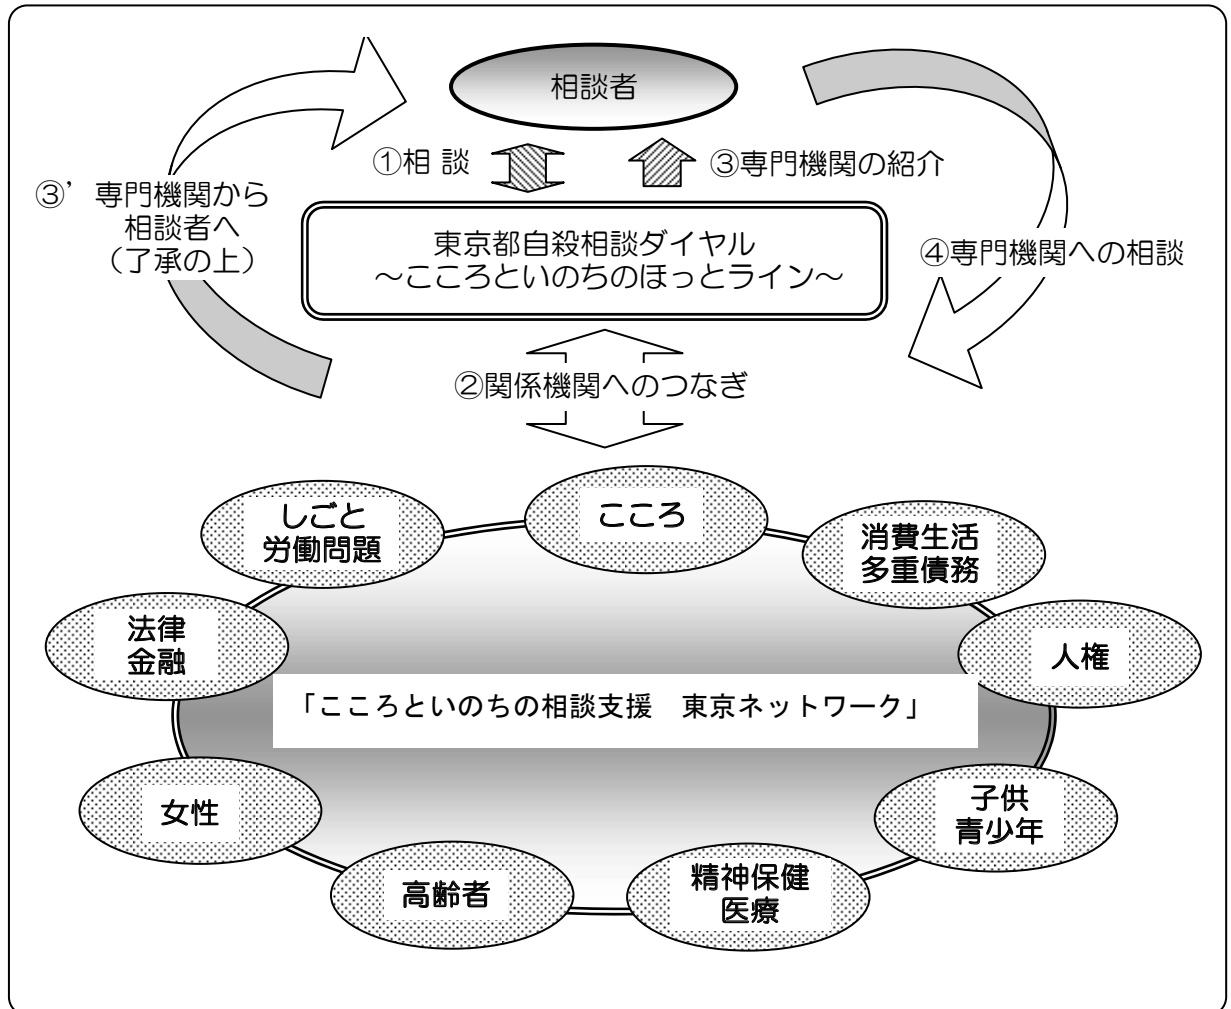 相談者
①相 談
③専門機関の紹介
③’専門機関から
相談者へ
（了承の上）
東京都自殺相談ダイヤル
～こころといのちのほっとライン～
④専門機関への相談
②関係機関へのつなぎ
しごと
労働問題
こころ
消費生活
多重債務
法律
金融
人権
「こころといのちの相談支援　東京ネットワーク」
女性
子供
青少年
高齢者
精神保健
医療